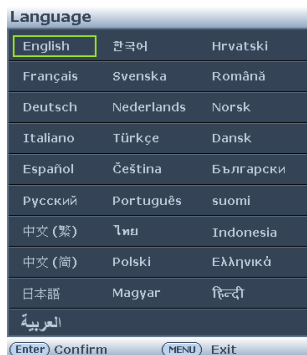 Language
English 한국어 Hrvatski
Français Svenska Română
Deutsch Nederlands Norsk
Italiano Türkçe Dansk
Español Čeština Български
Русский Português suomi
中文 (繁) ไทย Indonesia
中文 (简) Polski Ελληνικά
日本語 Magyar हिन्दी
العربية
Enter Confirm MENU Exit